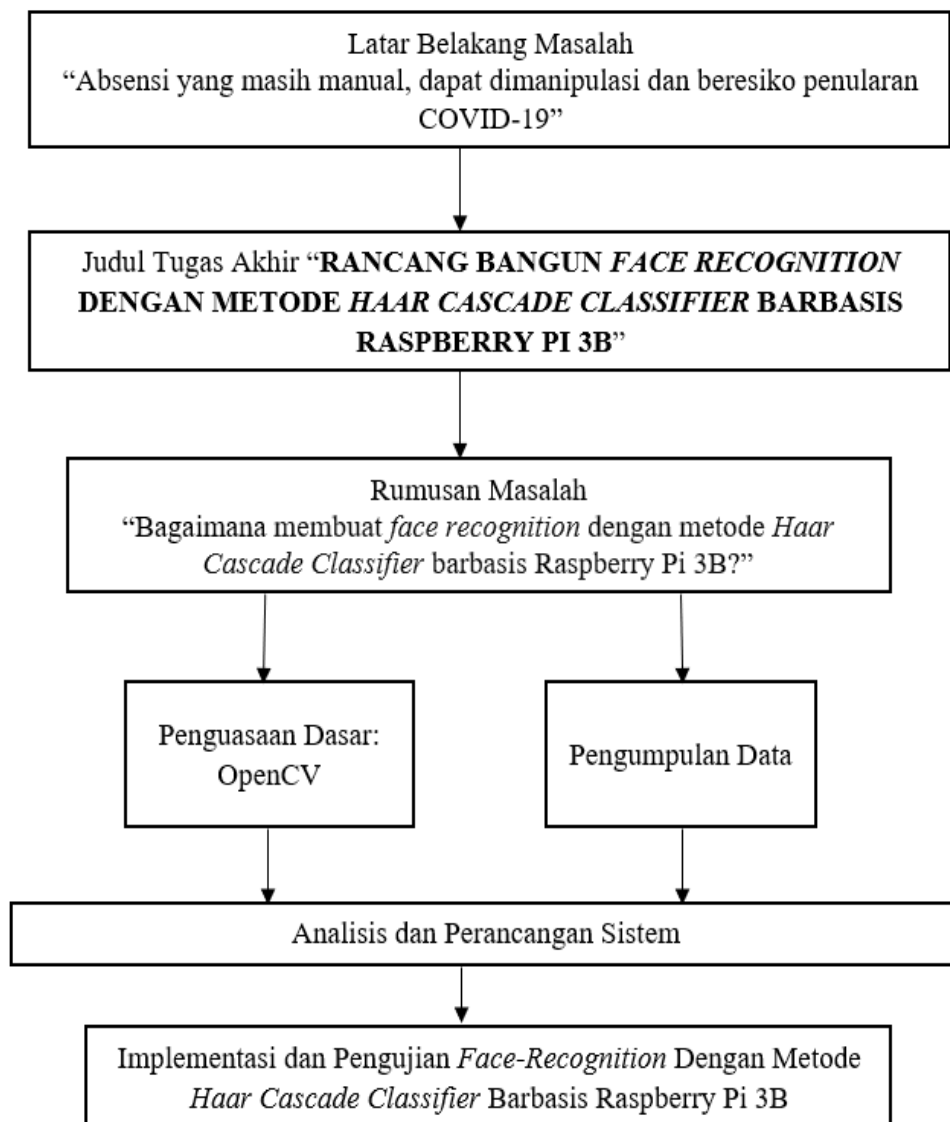 Latar Belakang Masalah
“Absensi yang masih manual, dapat dimanipulasi dan beresiko penularan
COVID-19”
Judul Tugas Akhir “RANCANG BANGUN FACE RECOGNITION
DENGAN METODE HAAR CASCADE CLASSIFIER BARBASIS
RASPBERRY PI 3B”
Rumusan Masalah
“Bagaimana membuat face recognition dengan metode Haar
Cascade Classifier barbasis Raspberry Pi 3B?”
Penguasaan Dasar:
OpenCV
Pengumpulan Data
Analisis dan Perancangan Sistem
Implementasi dan Pengujian Face-Recognition Dengan Metode
Haar Cascade Classifier Barbasis Raspberry Pi 3B